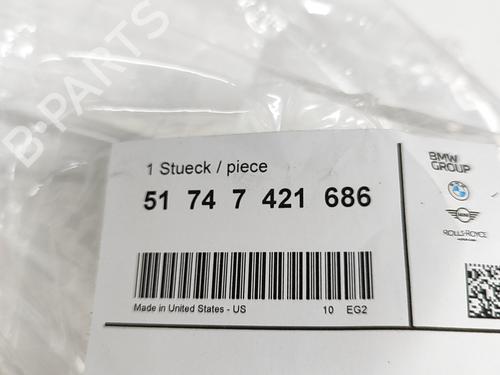 B-PARTS
1 Stueck / piece
51 74 7 421 686
Made in United States - US 10 EG2
BMW
GROUP
MINI
ROLLS-ROYCE